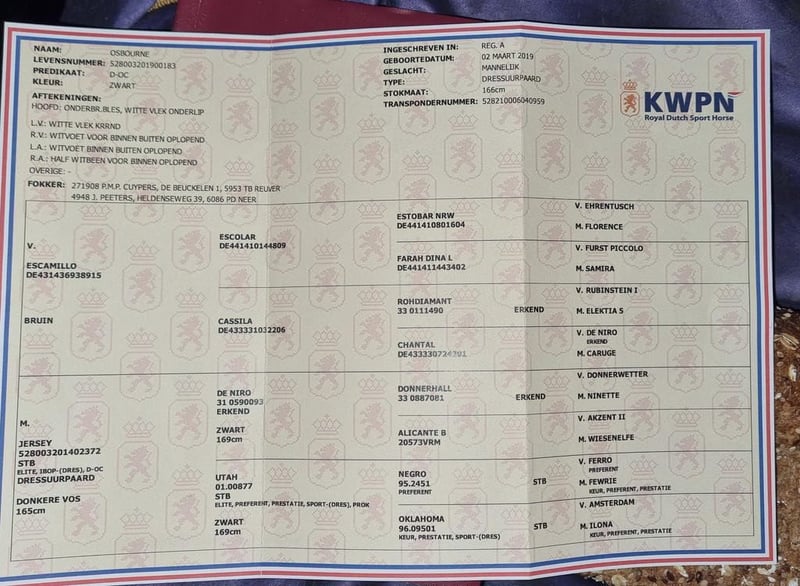 NAAM: OSBOURNE
LEVENSNUMMER: 528003201900183
PREDIKAAT: D-OC
KLEUR: ZWART
AFTEKENINGEN:
HOOFD: ONDERBR.BLES, WITTE VLEK ONDERLIP
L.V.: WITTE VLEK KRRND
R.V.: WITVOET VOOR BINNEN BUITEN OPLOPEND
L.A.: WITVOET BINNEN BUITEN OPLOPEND
R.A.: HALF WITBEEN VOOR BINNEN OPLOPEND
OVERIGE: -
FOKKER: 271908 P.M.P. CUYPERS, DE BEUCKELEN 1, 5953 TB REUVER
4948 J. PEETERS, HELDENSEWEG 39, 6086 PD NEER
INGESCHREVEN IN: REG. A
GEBOORTEDATUM: 02 MAART 2019
GESLACHT: MANNELIJK
TYPE: DRESSUURPAARD
STOKMAAT: 166cm
TRANSPONDERNUMMER: 528210006040959
KWPN
Royal Dutch Sport Horse
V.
ESCAMILLO
DE431436938915
BRUIN
M.
JERSEY
528003201402372
STB
ELITE, IBOP-(DRES), D-OC
DRESSUURPAARD
DONKERE VOS
165cm
ESCOLAR
DE441410144809
CASSILA
DE433331032206
DE NIRO
31 0590093
ERKEND
ZWART
169cm
UTAH
01.00877
STB
ELITE, PREFERENT, PRESTATIE, SPORT-(DRES), PROK
ZWART
169cm
ESTOBAR NRW
DE441410801604
FARAH DINA L
DE441411443402
ROHDIAMANT
33 0111490 ERKEND
CHANTAL
DONNERHALL
33 0887081 ERKEND
ALICANTE B
20573VRM
NEGRO
95.2451 STB
PREFERENT
OKLAHOMA
96.09501 STB
KEUR, PRESTATIE, SPORT-(DRES)
V. EHRENTUSCH
M. FLORENCE
V. FURST PICCOLO
M. SAMIRA
V. RUBINSTEIN I
M. ELEKTIA S
V. DE NIRO
ERKEND
M. CARUGE
V. DONNERWETTER
M. NINETTE
V. AKZENT II
M. WIESENELFE
V. FERRO
PREFERENT
M. FEWRIE
KEUR, PREFERENT, PRESTATIE
V. AMSTERDAM
M. ILONA
KEUR, PREFERENT, PRESTATIE